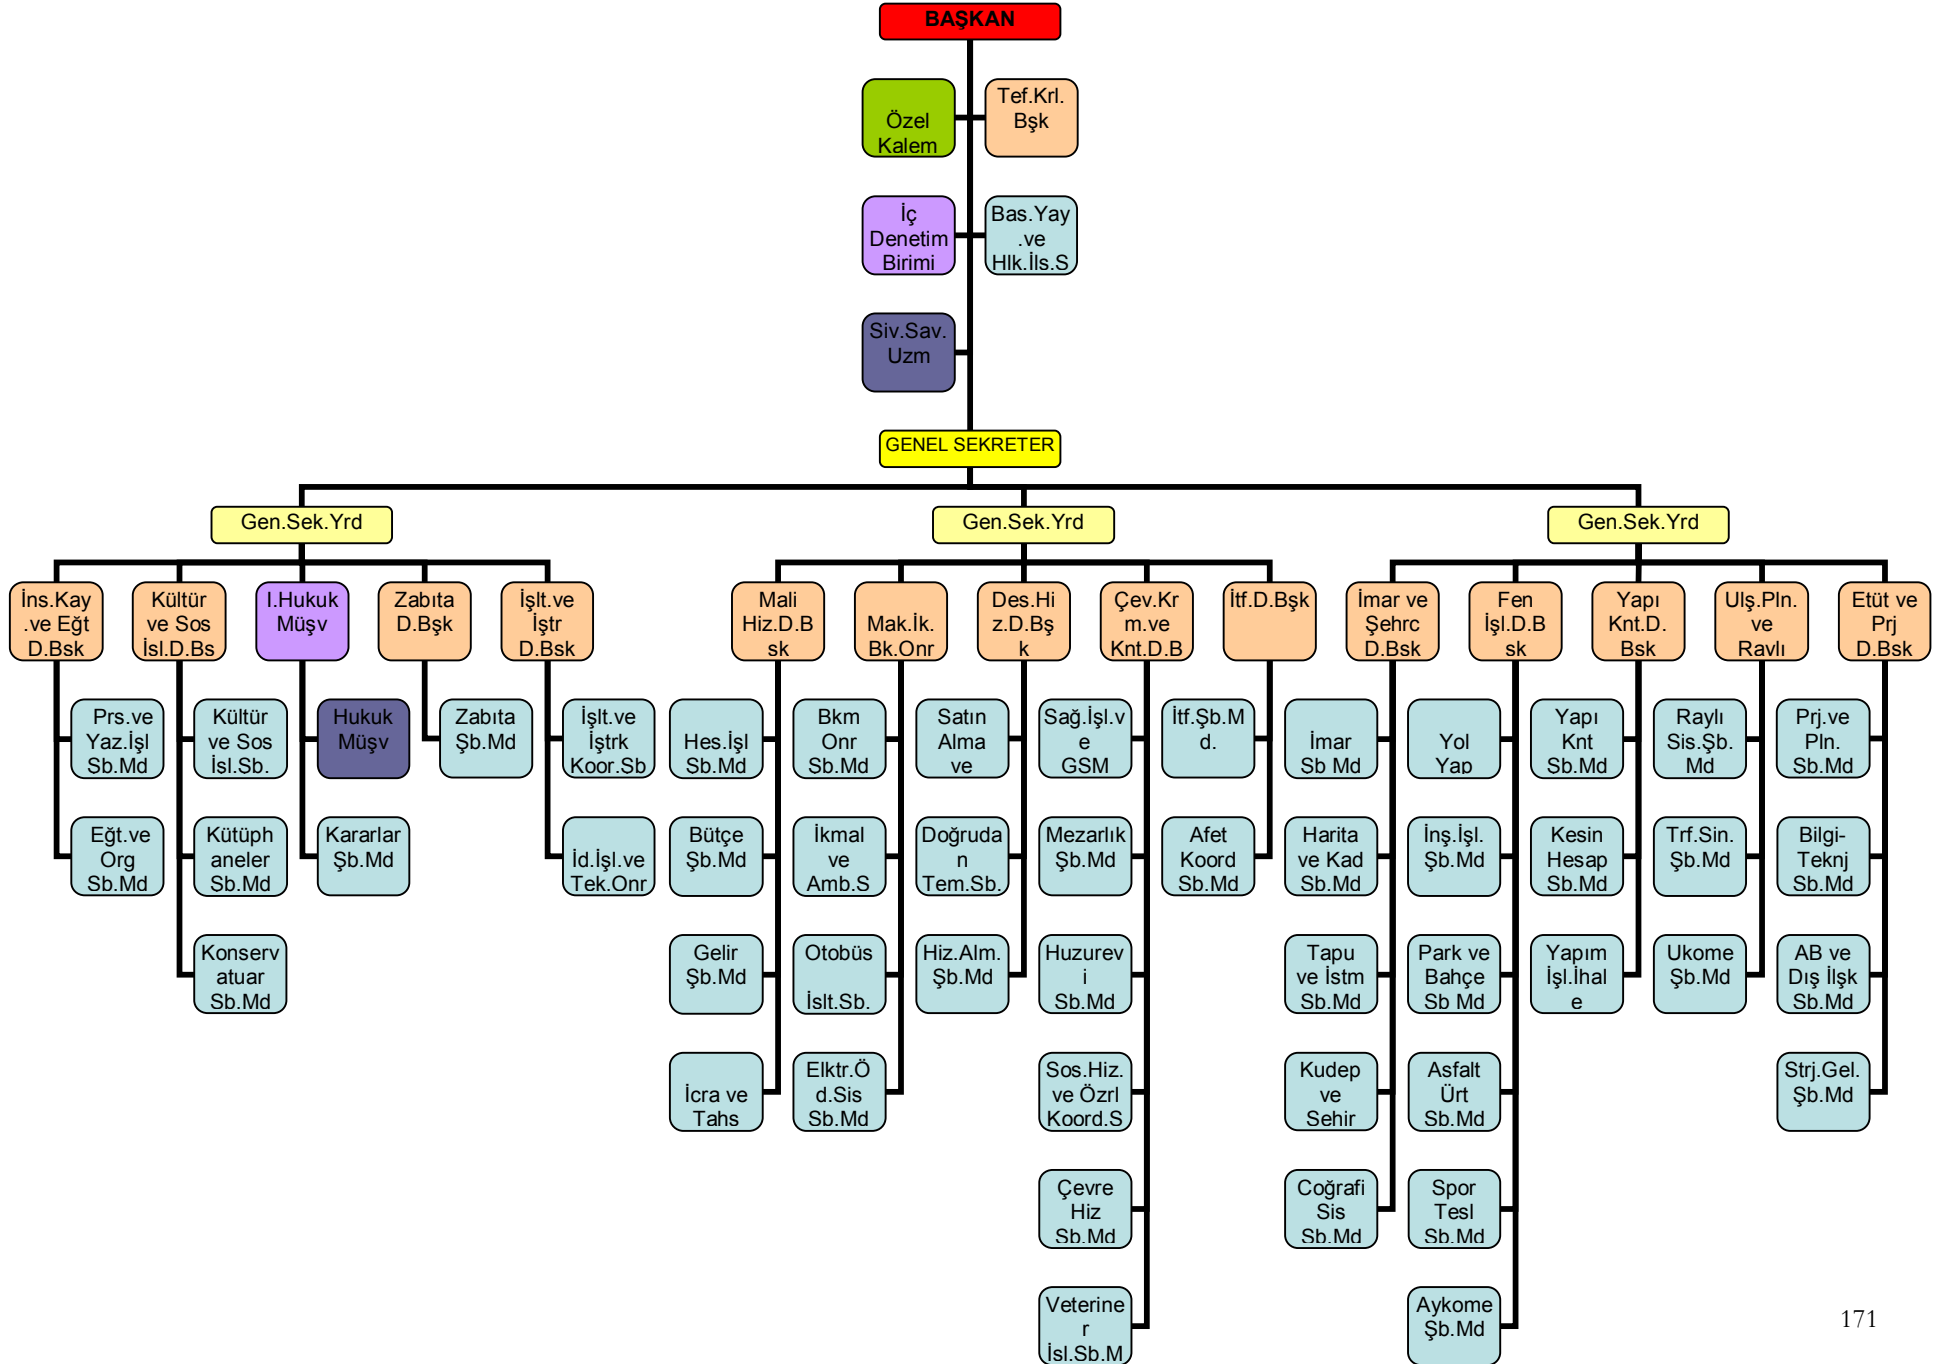 BAŞKAN
Özel
Kalem
Tef.Krl.
Bşk
İç
Denetim
Birimi
Bas.Yay
.ve
Hlk.İls.S
Siv.Sav.
Uzm
GENEL SEKRETER
Gen.Sek.Yrd
Gen.Sek.Yrd
Gen.Sek.Yrd
İns.Kay
.ve Eğt
D.Bsk
Kültür
ve Sos
İsl.D.Bs
I.Hukuk
Müşv
Zabıta
D.Bşk
İşlt.ve
İştr
D.Bsk
Mali
Hiz.D.B
sk
Mak.İk.
Bk.Onr
Des.Hi
z.D.Bş
k
Çev.Kr
m.ve
Knt.D.B
İtf.D.Bşk
İmar ve
Şehrc
D.Bsk
Fen
İşl.D.B
sk
Yapı
Knt.D.
Bsk
Ulş.Pln.
ve
Ravlı
Etüt ve
Prj
D.Bsk
Prs.ve
Yaz.İşl
Sb.Md
Kültür
ve Sos
İsl.Sb.
Hukuk
Müşv
Zabıta
Şb.Md
İşlt.ve
İştrk
Koor.Sb
Hes.İşl
Sb.Md
Bkm
Onr
Sb.Md
Satın
Alma
ve
Sağ.İşl.v
e
GSM
İtf.Şb.M
d.
İmar
Sb Md
Yol
Yap
Yapı
Knt
Sb.Md
Raylı
Sis.Şb.
Md
Prj.ve
Pln.
Sb.Md
Eğt.ve
Org
Sb.Md
Kütüph
aneler
Sb.Md
Kararlar
Şb.Md
İd.İşl.ve
Tek.Onr
Bütçe
Şb.Md
İkmal
ve
Amb.S
Doğruda
n
Tem.Sb.
Mezarlık
Şb.Md
Afet
Koord
Sb.Md
Harita
ve Kad
Sb.Md
İnş.İşl.
Şb.Md
Kesin
Hesap
Sb.Md
Trf.Sin.
Şb.Md
Bilgi-
Teknj
Sb.Md
Konserv
atuar
Sb.Md
Gelir
Şb.Md
Otobüs
İslt.Sb.
Hiz.Alm.
Şb.Md
Huzurev
i
Sb.Md
Tapu
ve İstm
Sb.Md
Park ve
Bahçe
Sb Md
Yapım
İşl.İhal
e
Ukome
Şb.Md
AB ve
Dış İlşk
Sb.Md
İcra ve
Tahs
Elktr.Ö
d.Sis
Sb.Md
Sos.Hiz.
ve Özrl
Koord.S
Kudep
ve
Sehir
Asfalt
Ürt
Sb.Md
Strj.Gel.
Şb.Md
Çevre
Hiz
Sb.Md
Coğrafi
Sis
Sb.Md
Spor
Tesl
Sb.Md
Veteriner
r
İsl.Sb.M
Aykome
Şb.Md
171